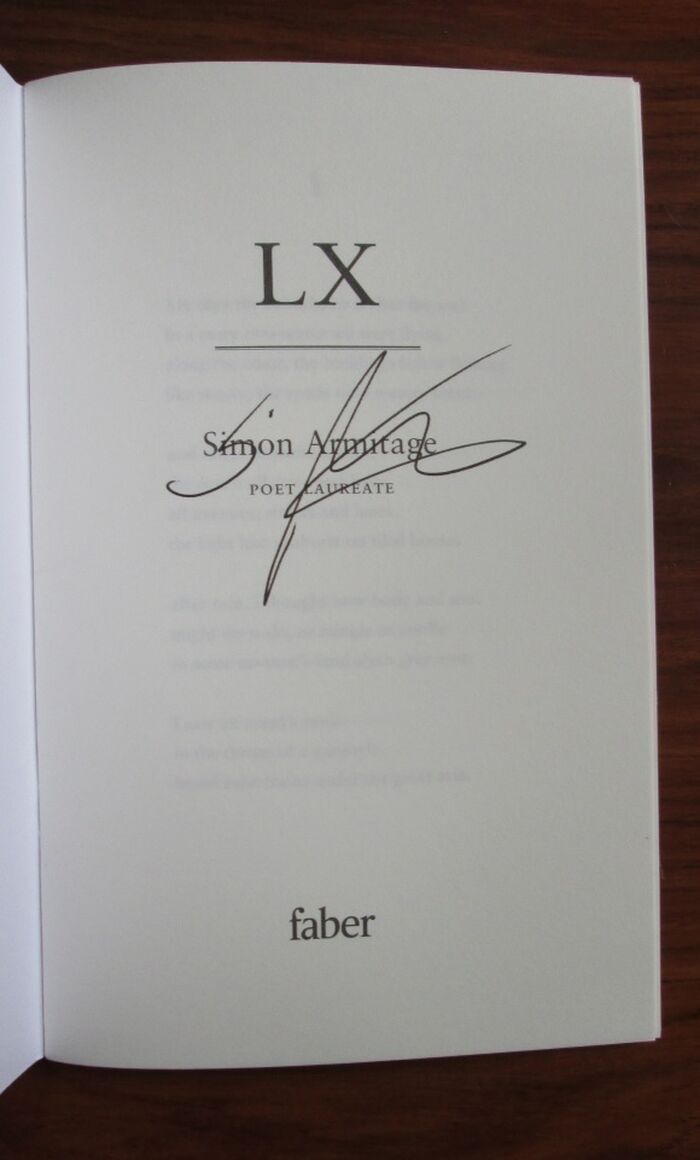 LX
Simon Armitage
POET LAUREATE
faber